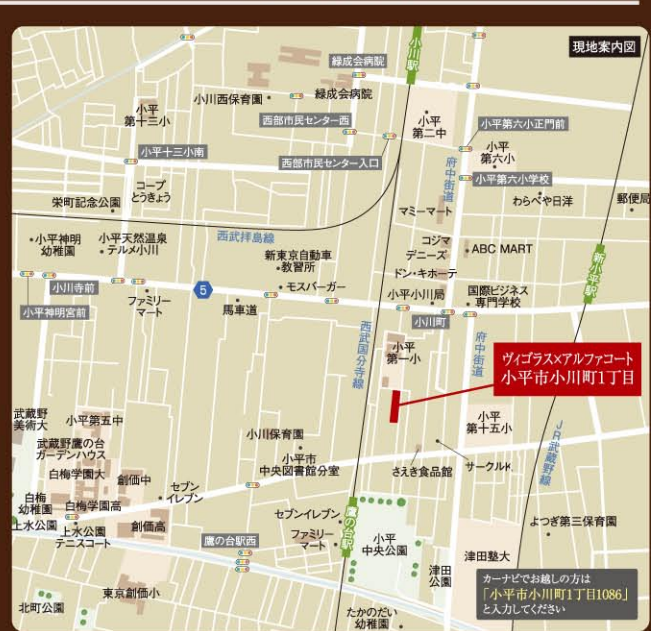 現地案内図
小川駅
緑成会病院
緑成会病院
小川西保育園
小平
第十三小
西部市民センター西
小平
第二中
小平第六小正門前
小平十三小南
西部市民センター入口
小平
第六小
府中街道
小平第六小学校
コープ
とうきょう
わらべや日洋
郵便局
栄町記念公園
マミーマート
西武拝島線
小平神明
幼稚園
小平天然温泉
テルメ小川
新東京自動車
教習所
コジマ
デニーズ
ABC MART
新小平駅
ドン・キホーテ
小川寺前
5
モスバーガー
小平小川局
国際ビジネス
専門学校
小平神明宮前
ファミリー
マート
馬車道
小川町
西武国分寺線
小平
第一小
府中街道
ヴィゴラス×アルファコート
小平市小川町1丁目
武蔵野
美術大
小平第五中
小川保育園
小平
第十五小
JR武蔵野線
武蔵野鷹の台
ガーデンハウス
小平市
中央図書館分室
さえき食品館
サークルK
白梅学園大
創価中
セブン
イレブン
白梅
幼稚園
白梅学園高
上水公園
上水公園
テニスコート
創価高
セブンイレブン
鷹の台駅
よつぎ第三保育園
鷹の台駅西
ファミリー
マート
小平
中央公園
津田塾大
津田
公園
東京創価小
北町公園
たかのだい
幼稚園
カーナビでお越しの方は
「小平市小川町1丁目1086」
と入力してください